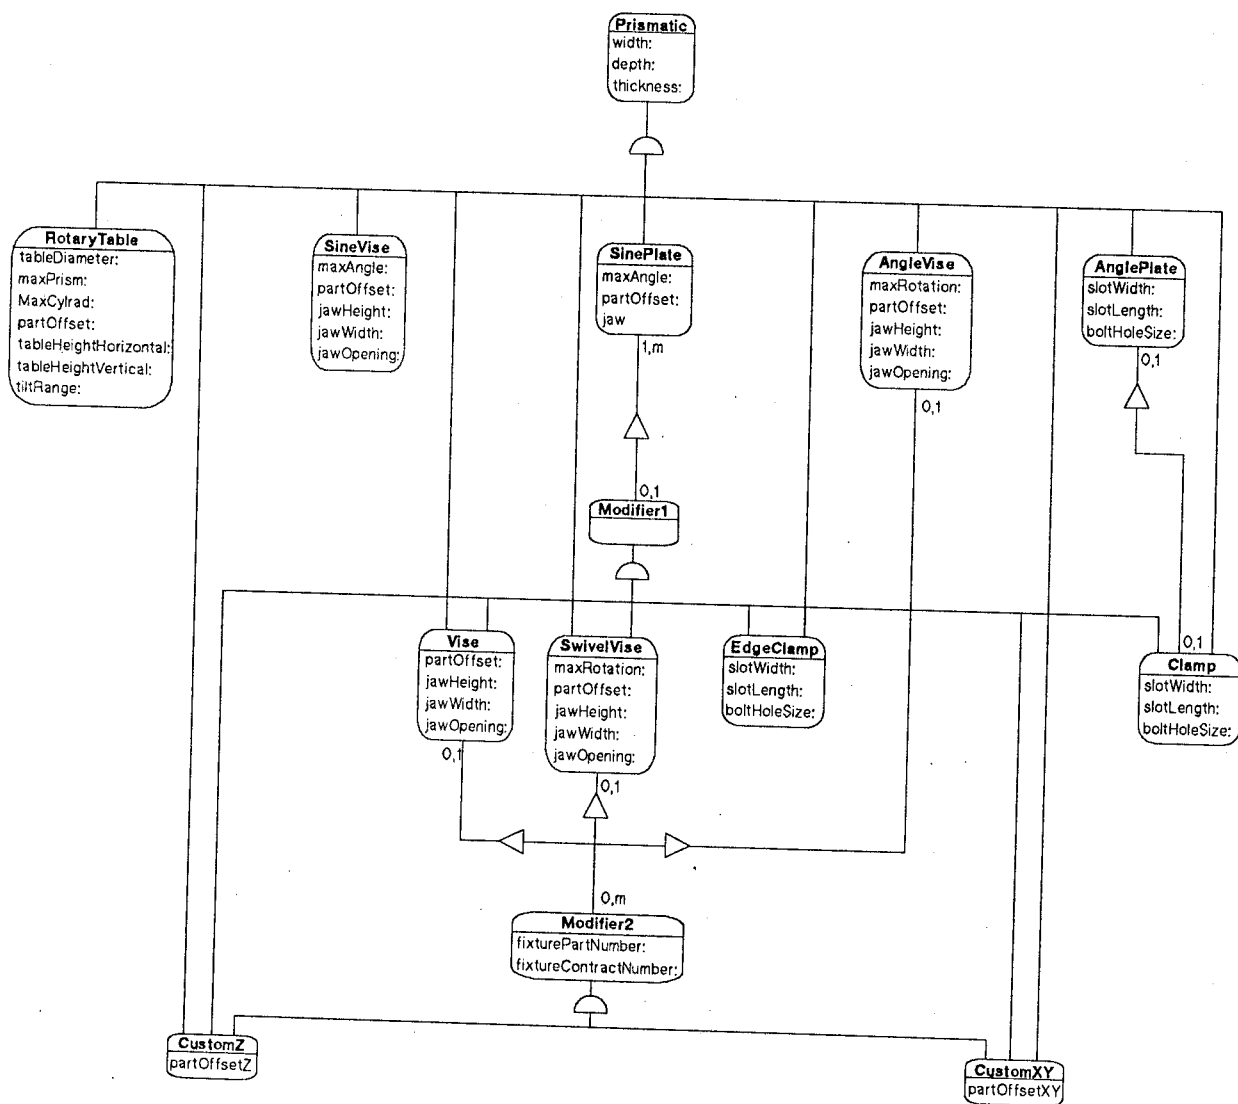 Prismatic
width:
depth:
thickness:
RotaryTable
tableDiameter:
maxPrism:
MaxCylrad:
partOffset:
tableHeightHorizontal:
tableHeightVertical:
tiltRange:
SineVise
maxAngle:
partOffset:
jawHeight:
jawWidth:
jawOpening:
SinePlate
maxAngle:
partOffset:
jaw
1,m
AngleVise
maxRotation:
partOffset:
jawHeight:
jawWidth:
jawOpening:
0,1
AnglePlate
slotWidth:
slotLength:
boltHoleSize:
0,1
0,1
Modifier1
Vise
partOffset:
jawHeight:
jawWidth:
jawOpening:
0,1
SwivelVise
maxRotation:
partOffset:
jawHeight:
jawWidth:
jawOpening:
0,1
EdgeClamp
slotWidth:
slotLength:
boltHoleSize:
0,1
Clamp
slotWidth:
slotLength:
boltHoleSize:
0,m
Modifier2
fixturePartNumber:
fixtureContractNumber:
CustomZ
partOffsetZ
CustomXY
partOffsetXY